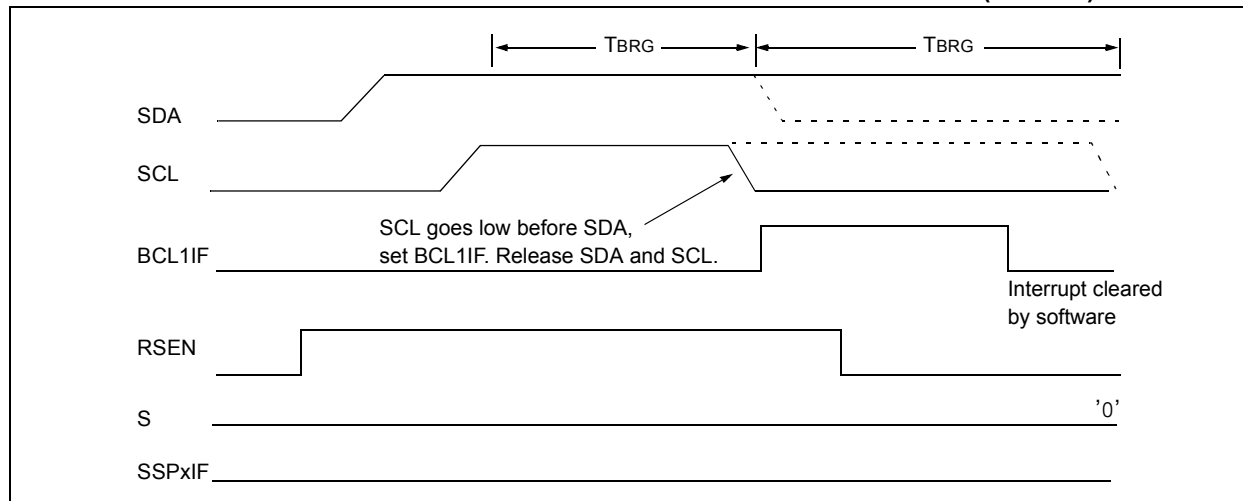 TBRG TBRG
SDA
SCL
SCL goes low before SDA,
set BCL1IF. Release SDA and SCL.
BCL1IF
Interrupt cleared
by software
RSEN
S '0'
SSPxIF